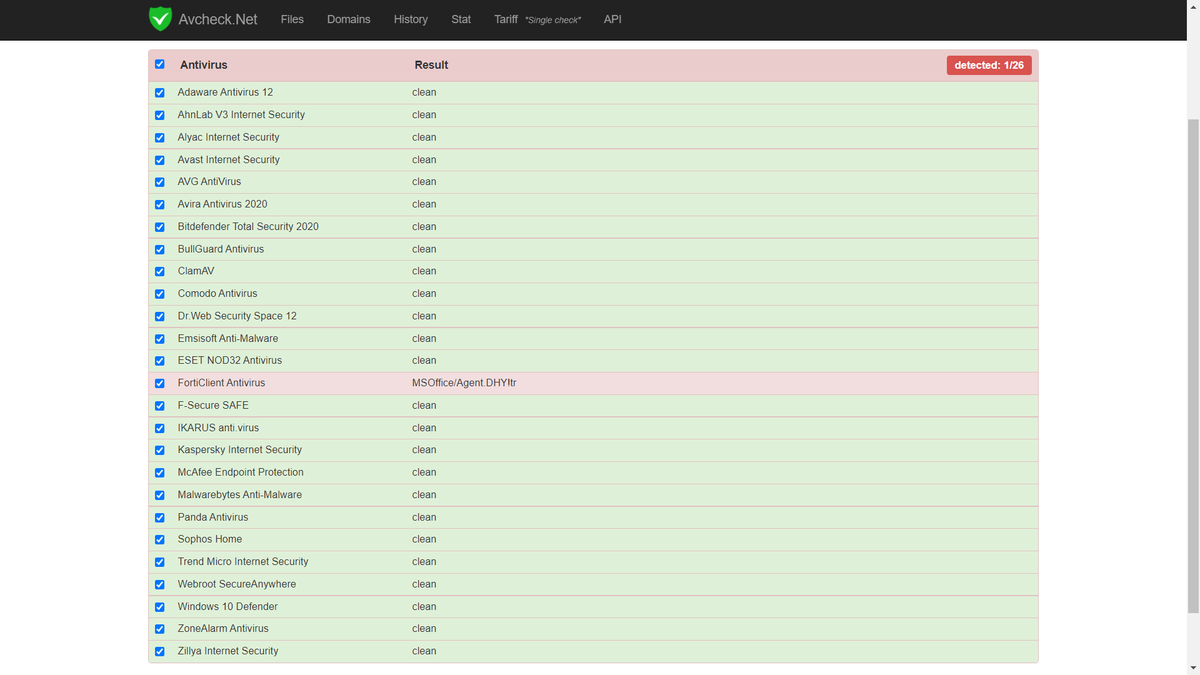 Avcheck.Net Files Domains History Stat Tariff *Single check* API
Antivirus Result detected: 1/26
Adaware Antivirus 12 clean
AhnLab V3 Internet Security clean
Alyac Internet Security clean
Avast Internet Security clean
AVG AntiVirus clean
Avira Antivirus 2020 clean
Bitdefender Total Security 2020 clean
BullGuard Antivirus clean
ClamAV clean
Comodo Antivirus clean
Dr.Web Security Space 12 clean
Emsisoft Anti-Malware clean
ESET NOD32 Antivirus clean
FortiClient Antivirus MSOffice/Agent.DHY!tr
F-Secure SAFE clean
IKARUS anti.virus clean
Kaspersky Internet Security clean
McAfee Endpoint Protection clean
Malwarebytes Anti-Malware clean
Panda Antivirus clean
Sophos Home clean
Trend Micro Internet Security clean
Webroot SecureAnywhere clean
Windows 10 Defender clean
ZoneAlarm Antivirus clean
Zillya Internet Security clean